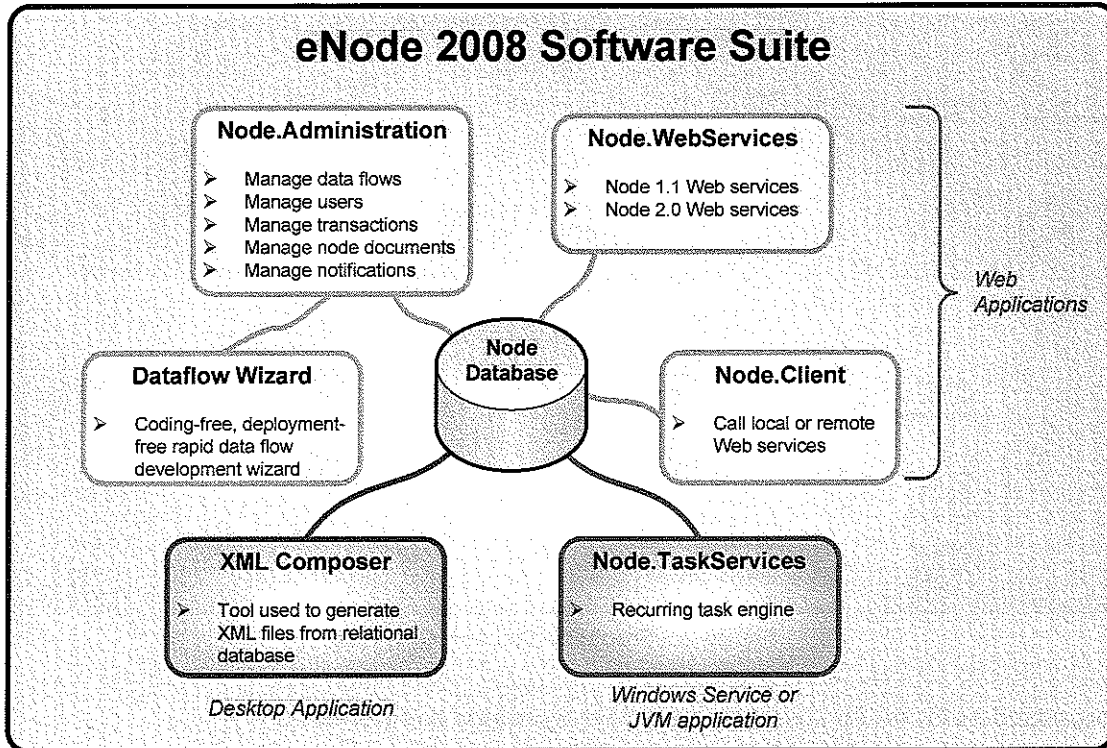 eNode 2008 Software Suite
Node.Administration
➢ Manage data flows
➢ Manage users
➢ Manage transactions
➢ Manage node documents
➢ Manage notifications
Node.WebServices
➢ Node 1.1 Web services
➢ Node 2.0 Web services
Web
Applications
Node
Database
Dataflow Wizard
➢ Coding-free, deployment-
free rapid data flow
development wizard
Node.Client
➢ Call local or remote
Web services
XML Composer
➢ Tool used to generate
XML files from relational
database
Desktop Application
Node.TaskServices
➢ Recurring task engine
Windows Service or
JVM application